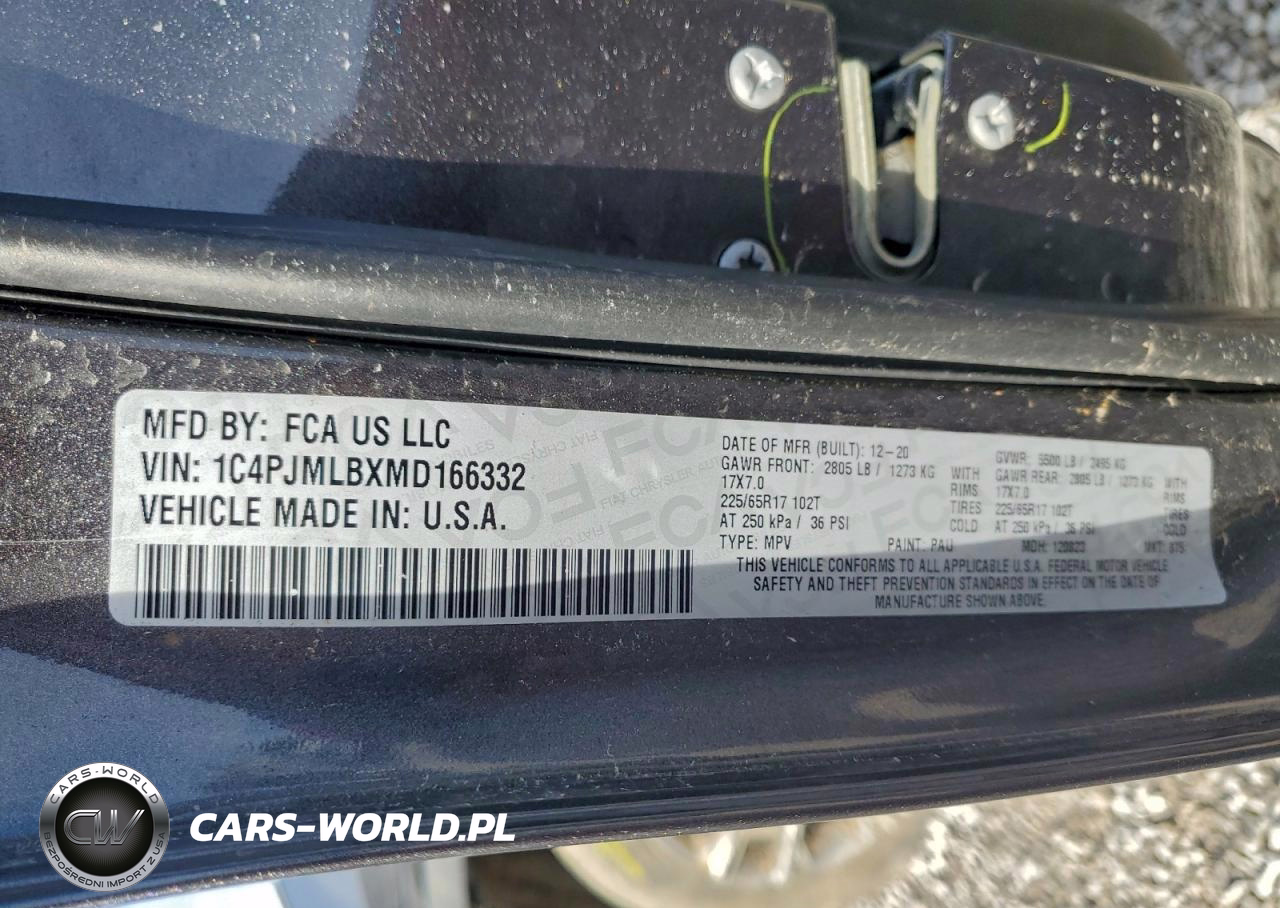 MFD BY: FCA US LLC
VIN: 1C4PJMLBXMD166332
VEHICLE MADE IN: U.S.A.
DATE OF MFR (BUILT): 12-20 GVWR: 5500 LB / 2495 KG
GAWR FRONT: 2805 LB / 1273 KG WITH GAWR REAR: 2805 LB / 1273 KG WITH
17X7.0 RIMS 17X7.0 RIMS
225/65R17 102T TIRES 225/65R17 102T TIRES
AT 250 kPa / 36 PSI COLD AT 250 kPa / 36 PSI COLD
TYPE: MPV PAINT: PAU MDH: MKT:
THIS VEHICLE CONFORMS TO ALL APPLICABLE U.S.A. FEDERAL MOTOR VEHICLE
SAFETY AND THEFT PREVENTION STANDARDS IN EFFECT ON THE DATE OF
MANUFACTURE SHOWN ABOVE.
CARS-WORLD
CW
BEZPOŚREDNI IMPORT Z USA
CARS-WORLD.PL